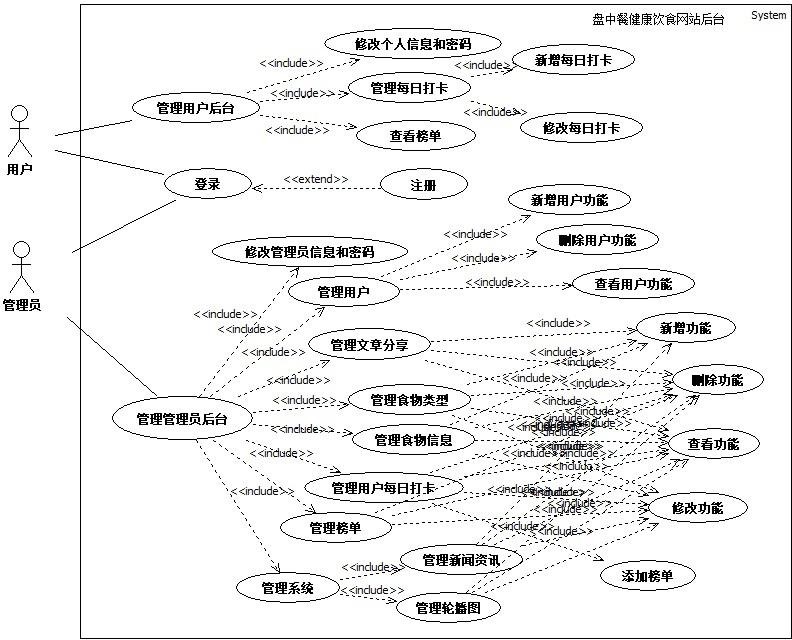 System
盘中餐健康饮食网站后台
修改个人信息和密码
<<include>>
<<include>>
新增每日打卡
管理每日打卡
<<include>>
管理用户后台
<<include>>
<<include>>
修改每日打卡
查看榜单
用户
登录
<<extend>>
注册
新增用户功能
<<include>>
删除用户功能
修改管理员信息和密码
<<include>>
管理用户
<<include>>
查看用户功能
管理员
<<include>>
<<include>>
<<include>>
新增功能
管理文章分享
<<include>>
<<include>>
<<include>>
删除功能
<<include>>
管理食物类型
<<include>>
管理管理员后台
<<include>>
管理食物信息
查看功能
<<include>>
管理用户每日打卡
<<include>>
<<include>>
修改功能
管理榜单
<<include>>
管理新闻资讯
<<include>>
添加榜单
管理系统
<<include>>
管理轮播图